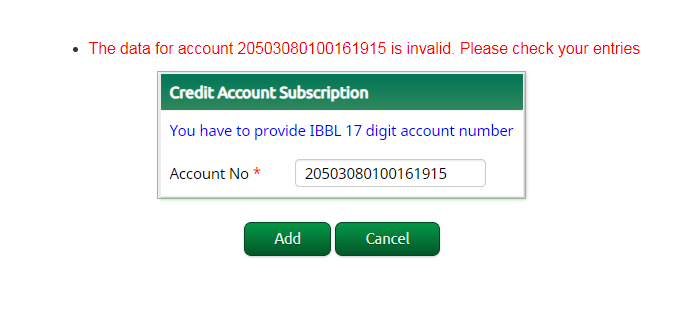 The data for account 20503080100161915 is invalid. Please check your entries
Credit Account Subscription
You have to provide IBBL 17 digit account number
Account No * 20503080100161915
Add Cancel